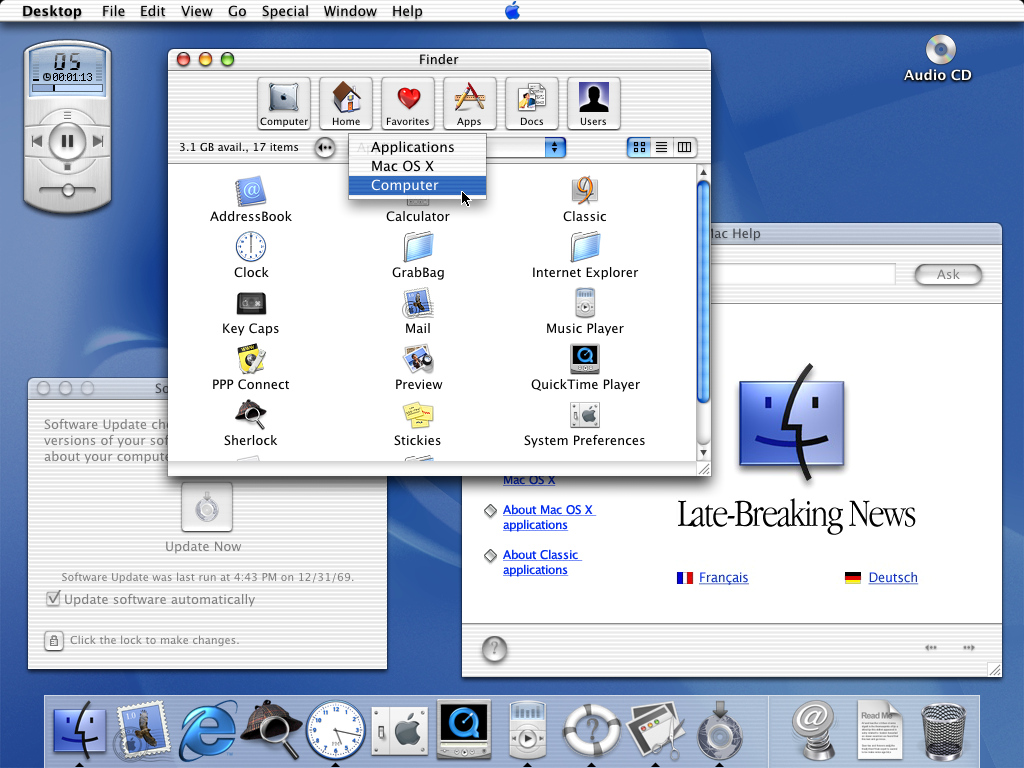 Desktop File Edit View Go Special Window Help
05
00:01:13
Audio CD
Finder
Computer Home Favorites Apps Docs Users
3.1 GB avail., 17 items
Applications
Mac OS X
Computer
AddressBook Calculator Classic
Clock GrabBag Internet Explorer
Key Caps Mail Music Player
PPP Connect Preview QuickTime Player
Sherlock Stickies System Preferences
Mac Help
Ask
Mac OS X
About Mac OS X
applications
About Classic
applications
Late-Breaking News
Français Deutsch
Software Update
versions of your
about your
Update Now
Software Update was last run at 4:43 PM on 12/31/69.
Update software automatically
Click the lock to make changes.
?
1.0
Read Me